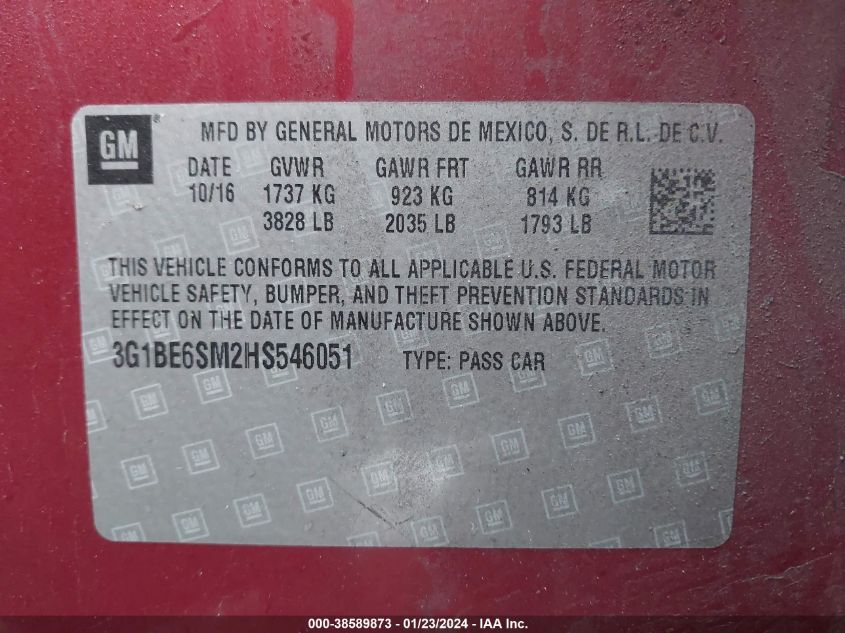 GM ® MFD BY GENERAL MOTORS DE MEXICO, S. DE R.L. DE C.V.
DATE GVWR GAWR FRT GAWR RR
10/16 1737 KG 923 KG 814 KG
3828 LB 2035 LB 1793 LB
THIS VEHICLE CONFORMS TO ALL APPLICABLE U.S. FEDERAL MOTOR
VEHICLE SAFETY, BUMPER, AND THEFT PREVENTION STANDARDS IN
EFFECT ON THE DATE OF MANUFACTURE SHOWN ABOVE.
3G1BE6SM2HS546051 TYPE: PASS CAR
000-38589873 - 01/23/2024 - IAA Inc.